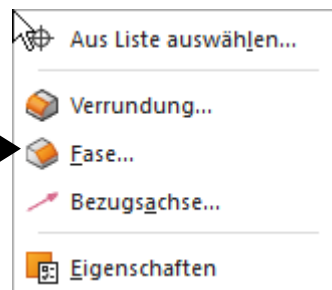 Aus Liste auswählen...
Verrundung...
Fase...
Bezugsachse...
Eigenschaften